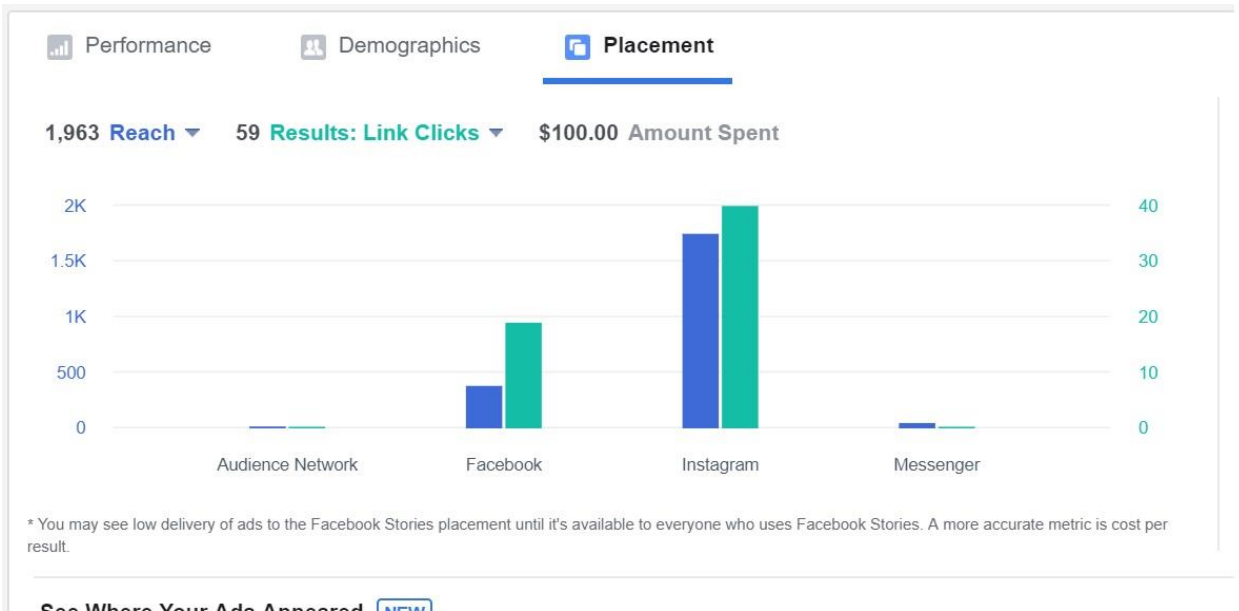 Performance Demographics Placement
1,963 Reach 59 Results: Link Clicks $100.00 Amount Spent
2K 40
1.5K 30
1K 20
500 10
0 0
Audience Network Facebook Instagram Messenger
* You may see low delivery of ads to the Facebook Stories placement until it's available to everyone who uses Facebook Stories. A more accurate metric is cost per
result.
See Where Your Ads Appeared NEW